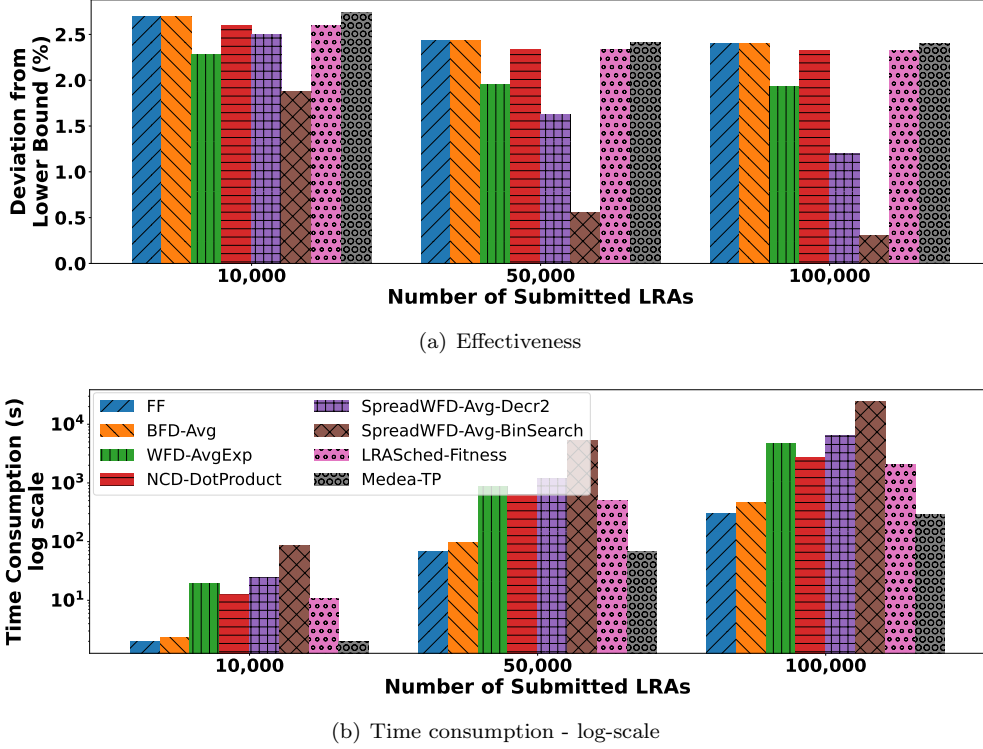 Deviation from
Lower Bound (%)
2.5
2.0
1.5
1.0
0.5
0.0
10,000
50,000
100,000
Number of Submitted LRAs
(a) Effectiveness
Time Consumption (s)
log scale
10⁴
10³
10²
10¹
FF
BFD-Avg
WFD-AvgExp
NCD-DotProduct
SpreadWFD-Avg-Decr2
SpreadWFD-Avg-BinSearch
LRASched-Fitness
Medea-TP
10,000
50,000
100,000
Number of Submitted LRAs
(b) Time consumption - log-scale